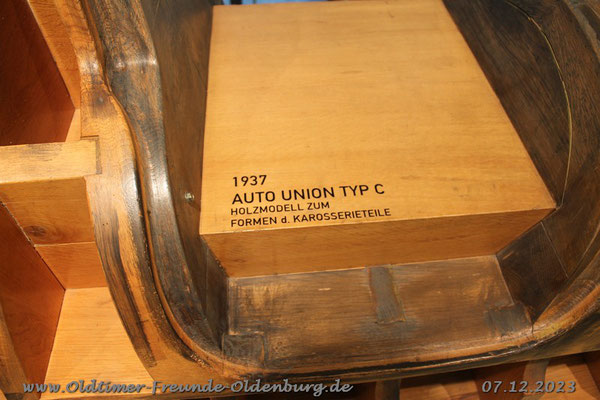 1937
AUTO UNION TYP C
HOLZMODELL ZUM
FORMEN d. KAROSSERIETEILE
www.Oldtimer-Freunde-Oldenburg.de 07.12.2023